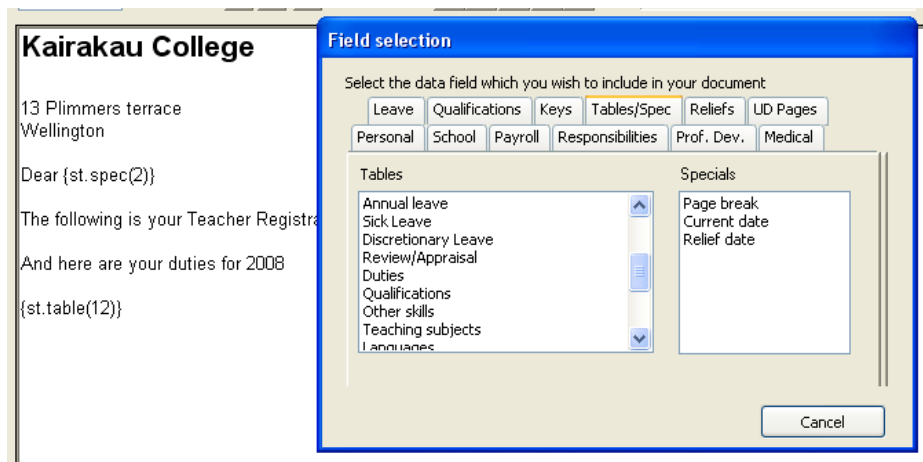 Kairakau College
13 Plimmers terrace
Wellington
Dear {st.spec(2)}
The following is your Teacher
And here are your duties for 2008
{st.table(12)}
Field selection
Select the data field which you wish to include in your document
Leave Qualifications Keys Tables/Spec Reliefs UD Pages
Personal School Payroll Responsibilities Prof. Dev. Medical
Tables
Annual leave
Sick Leave
Discretionary Leave
Review/Appraisal
Duties
Qualifications
Other skills
Teaching subjects
Languages
Specials
Page break
Current date
Relief date
Cancel